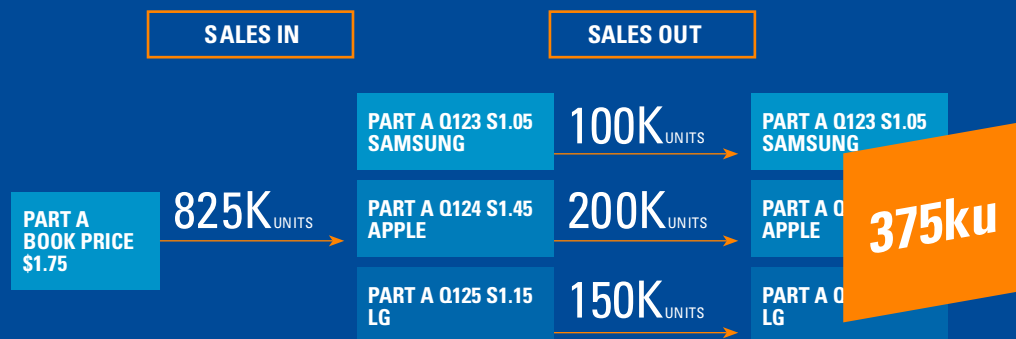 SALES IN
SALES OUT
PART A
BOOK PRICE
$1.75
825K UNITS
PART A Q123 S1.05
SAMSUNG
100K UNITS
PART A Q123 S1.05
SAMSUNG
PART A Q124 S1.45
APPLE
200K UNITS
PART A Q
APPLE
PART A Q125 S1.15
LG
150K UNITS
PART A Q
LG
375ku